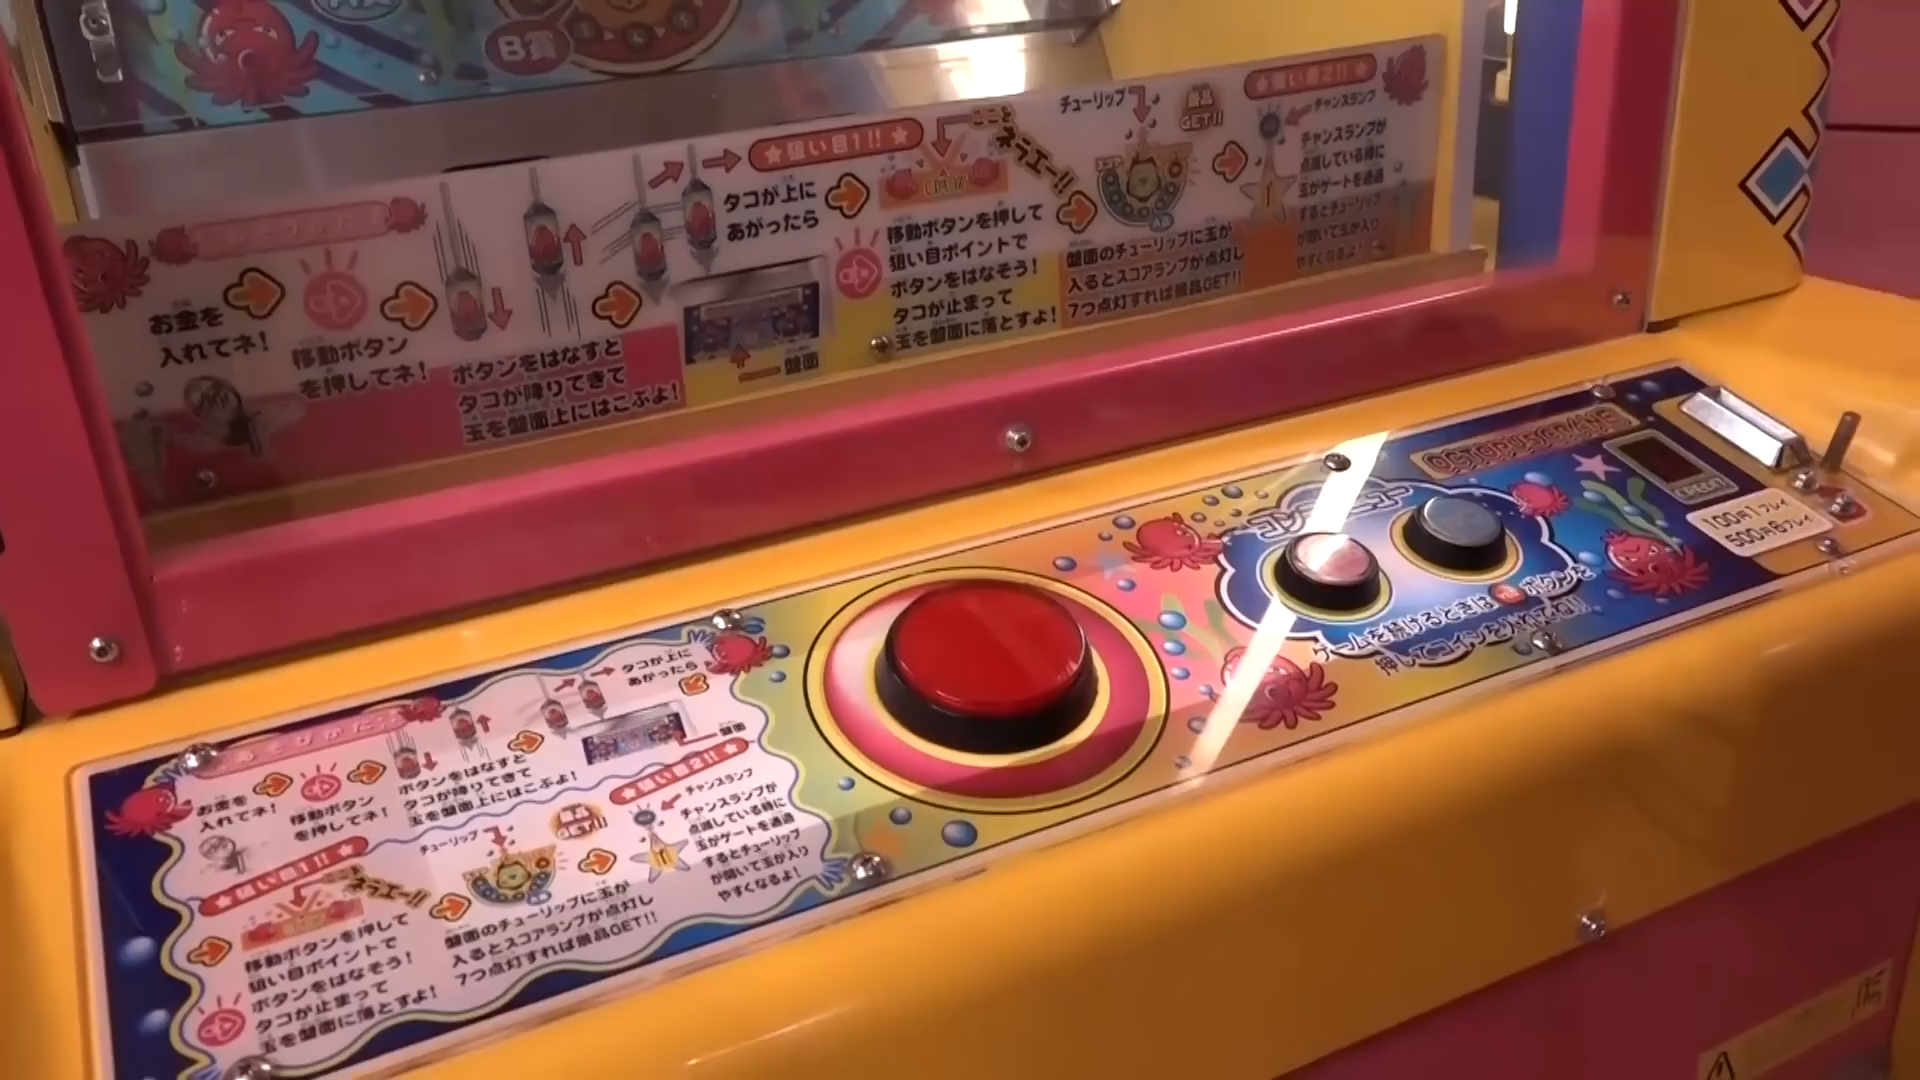 B賞
お金を
入れてネ!
移動ボタン
を押してネ!
ボタンをはなすと
タコが降りてきて
玉を盤面上にはこぶよ!
タコが上に
あがったら
盤面
★狙い目1!!★
ここを
ネラエー!!
移動ボタンを押して
狙い目ポイントで
ボタンをはなそう!
タコが止まって
玉を盤面に落とすよ!
チューリップ
景品
GET!!
盤面のチューリップに玉が
入るとスコアランプが点灯し
7つ点灯すれば景品GET!!
★狙い目2!!★
チャンスランプ
チャンスランプが
点滅している時に
玉がゲートを通過
するとチューリップ
が開いて玉が入り
やすくなるよ!
OCTOPUS CRANE
CREDIT
100円1プレイ
500円6プレイ
コンティニュー
ゲームを続けるときは
ボタンを
押してコインを入れてね!!
お金を
入れてネ!
移動ボタン
を押してネ!
ボタンをはなすと
タコが降りてきて
玉を盤面上にはこぶよ!
タコが上に
あがったら
盤面
★狙い目1!!★
ネラエー!!
移動ボタンを押して
狙い目ポイントで
ボタンをはなそう!
タコが止まって
玉を盤面に落とすよ!
チューリップ
景品
GET!!
盤面のチューリップに玉が
入るとスコアランプが点灯し
7つ点灯すれば景品GET!!
★狙い目2!!★
チャンスランプ
チャンスランプが
点滅している時に
玉がゲートを通過
するとチューリップ
が開いて玉が入り
やすくなるよ!